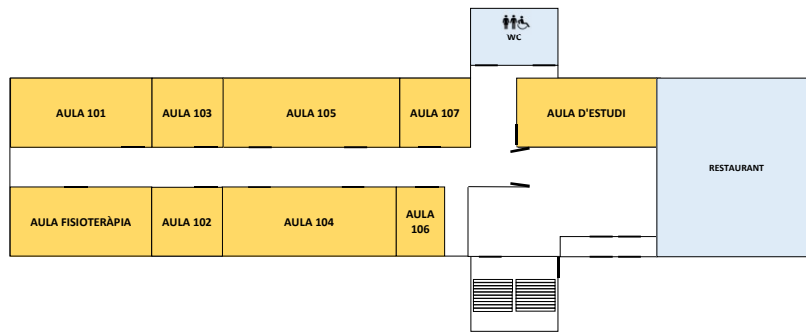 WC
AULA 101
AULA 103
AULA 105
AULA 107
AULA D'ESTUDI
RESTAURANT
AULA FISIOTERÀPIA
AULA 102
AULA 104
AULA
106